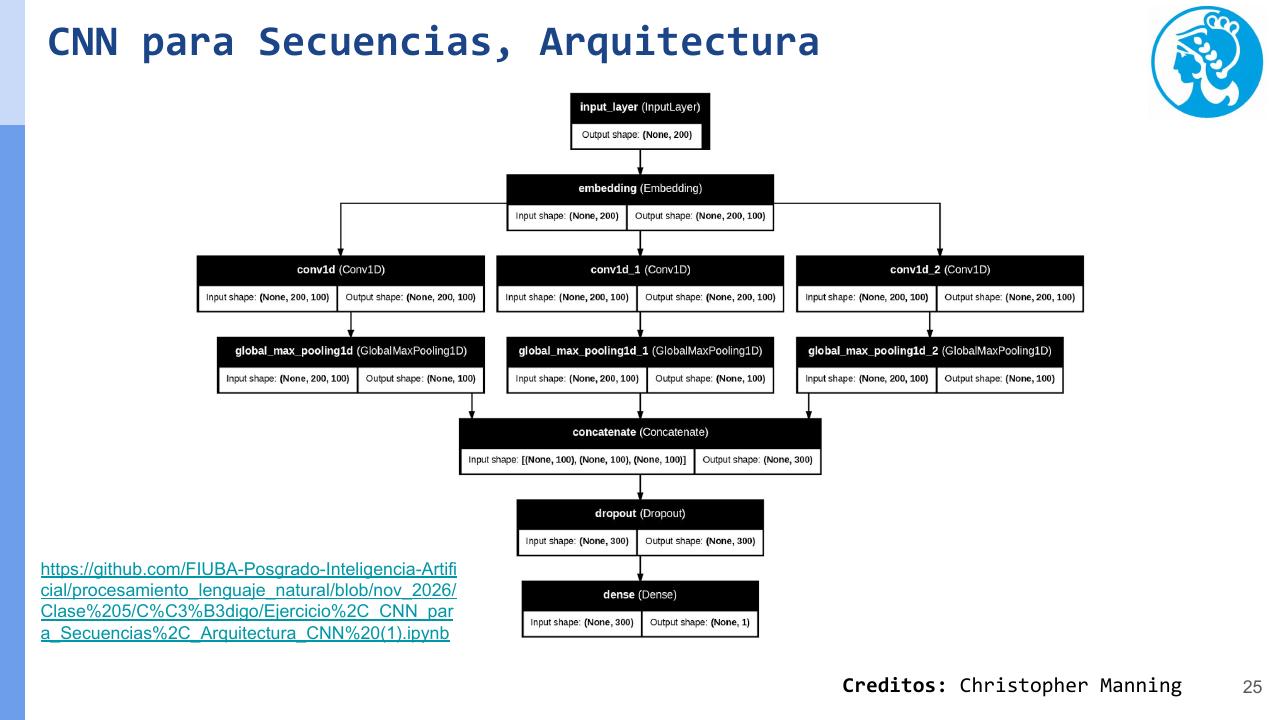 CNN para Secuencias, Arquitectura
input_layer (InputLayer)
Output shape: (None, 200)
embedding (Embedding)
Input shape: (None, 200) Output shape: (None, 200, 100)
conv1d (Conv1D) conv1d_1 (Conv1D) conv1d_2 (Conv1D)
Input shape: (None, 200, 100) Output shape: (None, 200, 100) Input shape: (None, 200, 100) Output shape: (None, 200, 100) Input shape: (None, 200, 100) Output shape: (None, 200, 100)
global_max_pooling1d (GlobalMaxPooling1D) global_max_pooling1d_1 (GlobalMaxPooling1D) global_max_pooling1d_2 (GlobalMaxPooling1D)
Input shape: (None, 200, 100) Output shape: (None, 100) Input shape: (None, 200, 100) Output shape: (None, 100) Input shape: (None, 200, 100) Output shape: (None, 100)
concatenate (Concatenate)
Input shape: [(None, 100), (None, 100), (None, 100)] Output shape: (None, 300)
dropout (Dropout)
Input shape: (None, 300) Output shape: (None, 300)
dense (Dense)
Input shape: (None, 300) Output shape: (None, 1)
https://github.com/FIUBA-Posgrado-Inteligencia-Artifi
cial/procesamiento_lenguaje_natural/blob/nov_2026/
Clase%205/C%C3%B3digo/Ejercicio%2C_CNN_par
a_Secuencias%2C_Arquitectura_CNN%20(1).ipynb
Creditos: Christopher Manning
25